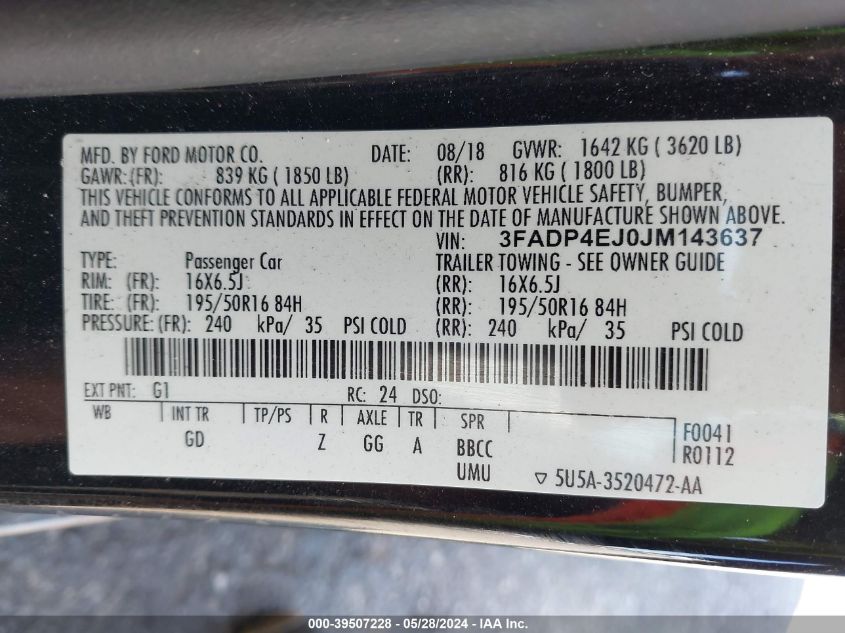 MFD. BY FORD MOTOR CO. DATE: 08/18 GVWR: 1642 KG ( 3620 LB)
GAWR:(FR): 839 KG ( 1850 LB) (RR): 816 KG ( 1800 LB)
THIS VEHICLE CONFORMS TO ALL APPLICABLE FEDERAL MOTOR VEHICLE SAFETY, BUMPER,
AND THEFT PREVENTION STANDARDS IN EFFECT ON THE DATE OF MANUFACTURE SHOWN ABOVE.
VIN: 3FADP4EJ0JM143637
TYPE: Passenger Car TRAILER TOWING - SEE OWNER GUIDE
RIM: (FR): 16X6.5J (RR): 16X6.5J
TIRE: (FR): 195/50R16 84H (RR): 195/50R16 84H
PRESSURE: (FR): 240 kPa/ 35 PSI COLD (RR): 240 kPa/ 35 PSI COLD
EXT PNT: G1 RC: 24 DSO:
WB INT TR TP/PS R AXLE TR SPR F0041
GD Z GG A BBCC R0112
UMU ▽ 5U5A-3520472-AA
000-39507228 - 05/28/2024 - USA Inc.